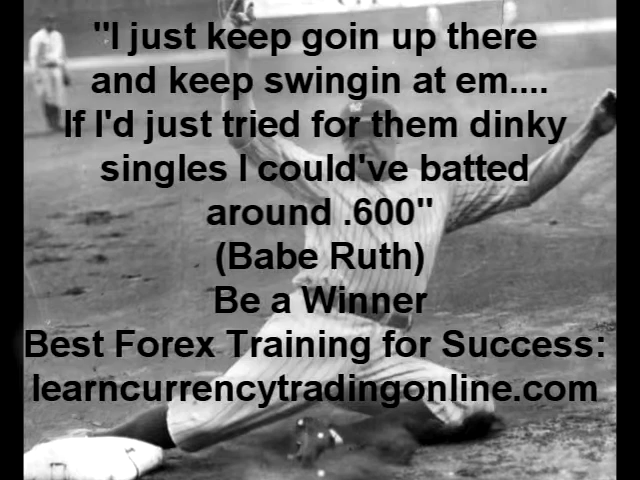 "I just keep goin up there
and keep swingin at em....
If I'd just tried for them dinky
singles I could've batted
around .600"
(Babe Ruth)
Be a Winner
Best Forex Training for Success:
learncurrencytradingonline.com